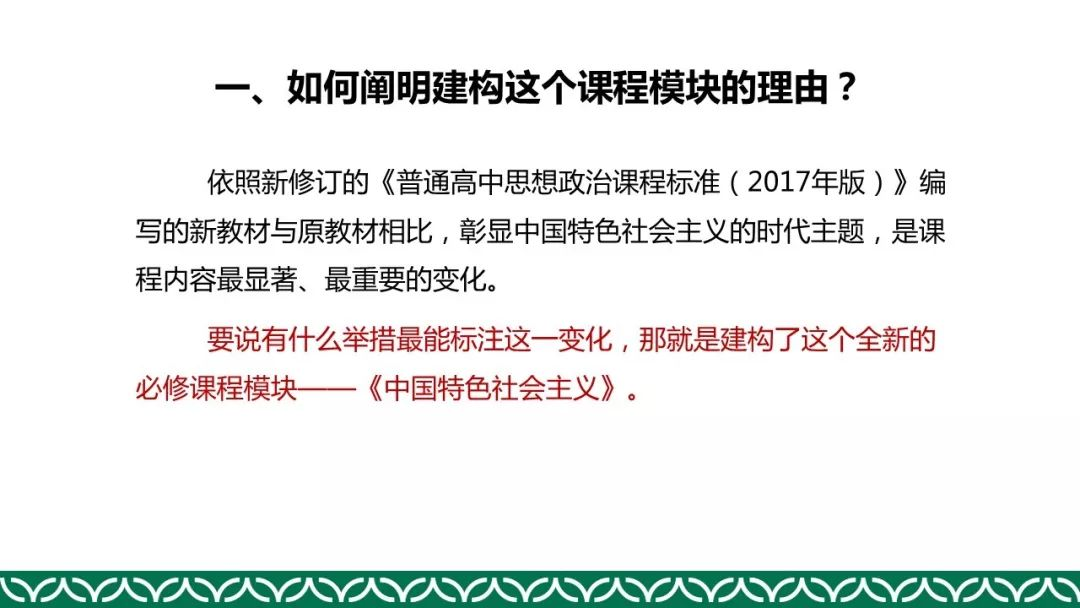 一、如何阐明建构这个课程模块的理由？
依照新修订的《普通高中思想政治课程标准（2017年版）》编
写的新教材与原教材相比，彰显中国特色社会主义的时代主题，是课
程内容最显著、最重要的变化。
要说有什么举措最能标注这一变化，那就是建构了这个全新的
必修课程模块——《中国特色社会主义》。